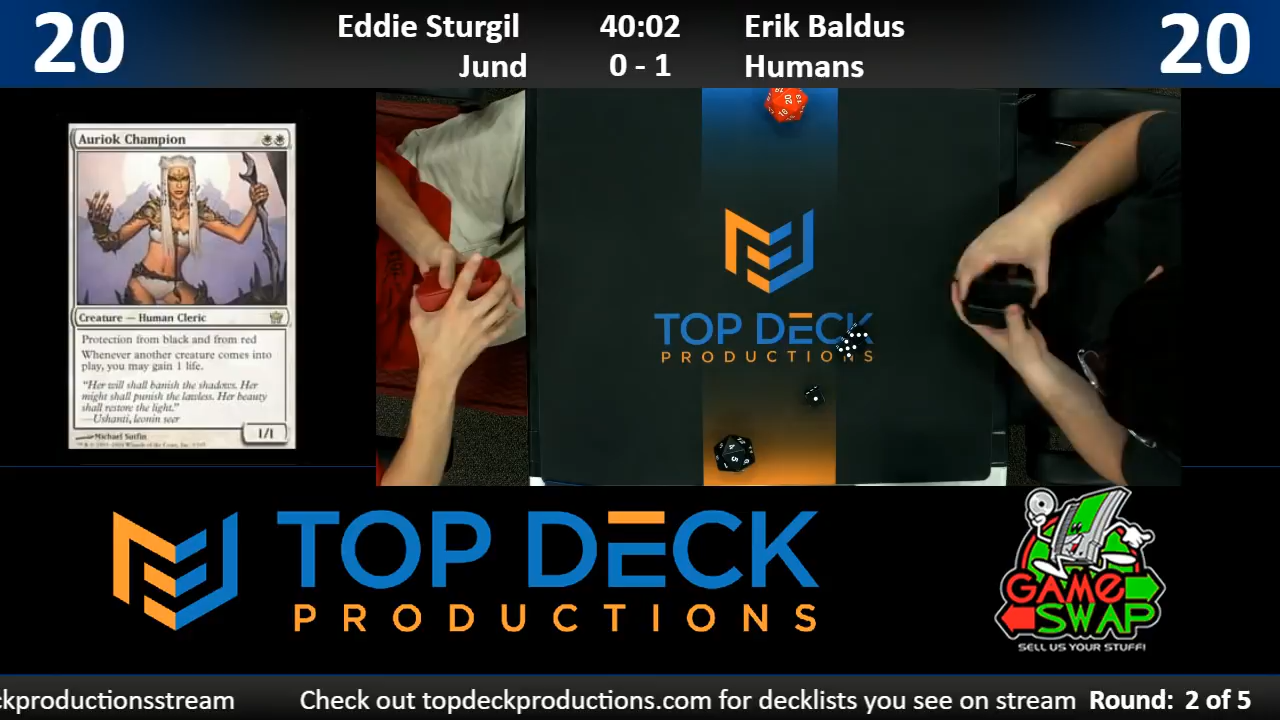 20
Eddie Sturgil
40:02
Erik Baldus
20
Jund
0 - 1
Humans
Auriok Champion
Creature — Human Cleric
Protection from black and from red
Whenever another creature comes into
play, you may gain 1 life.
"Her will shall banish the shadows. Her
might shall punish the lawless. Her beauty
shall restore the light."
—Ushanti, leonin seer
Michael Sutfin
1/1
TOP DECK
PRODUCTIONS
TOP DECK
PRODUCTIONS
GAME
SWAP
SELL US YOUR STUFF!
ckproductionsstream
Check out topdeckproductions.com for decklists you see on stream
Round: 2 of 5